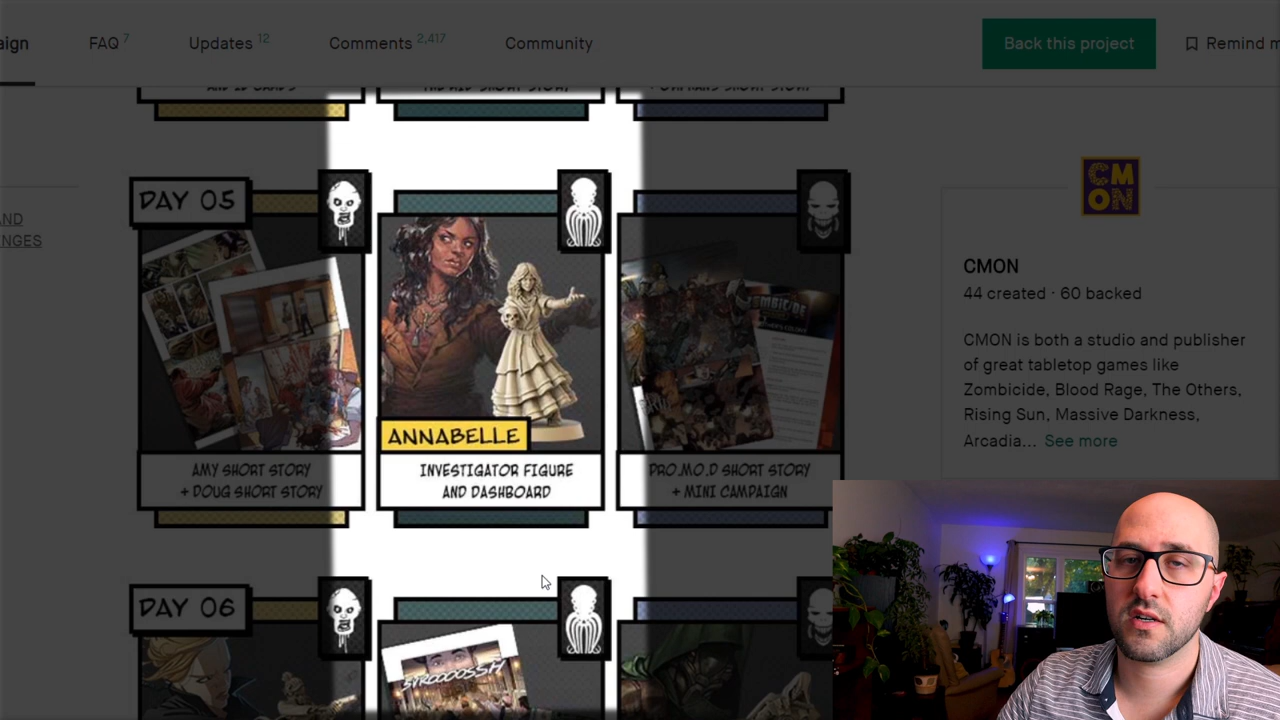 aign
FAQ 7
Updates 12
Comments 2,417
Community
Back this project
Remind m
AND
NGES
DAY 05
AMY SHORT STORY
+ DOUG SHORT STORY
ANNABELLE
INVESTIGATOR FIGURE
AND DASHBOARD
PRO.MO.D SHORT STORY
+ MINI CAMPAIGN
DAY 06
CM
ON
CMON
44 created · 60 backed
CMON is both a studio and publisher
of great tabletop games like
Zombicide, Blood Rage, The Others,
Rising Sun, Massive Darkness,
Arcadia... See more